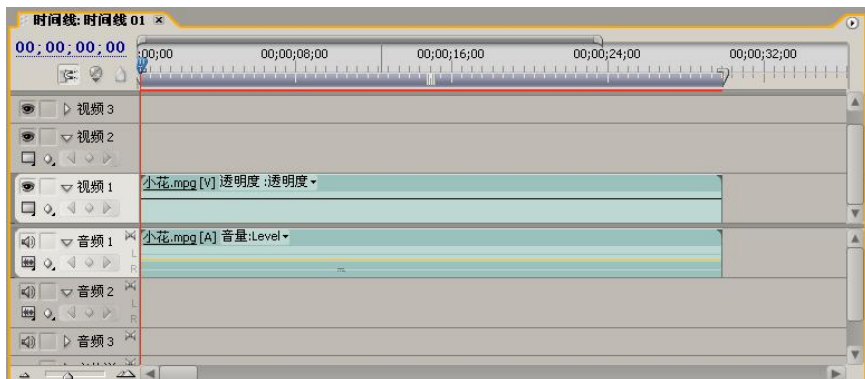 时间线: 时间线 01 ×
00;00;00;00
:00;00 00;00;08;00 00;00;16;00 00;00;24;00 00;00;32;00
视频 3
视频 2
视频 1
小花.mpg [V] 透明度 :透明度
音频 1
小花.mpg [A] 音量:Level
L
R
音频 2
L
R
音频 3